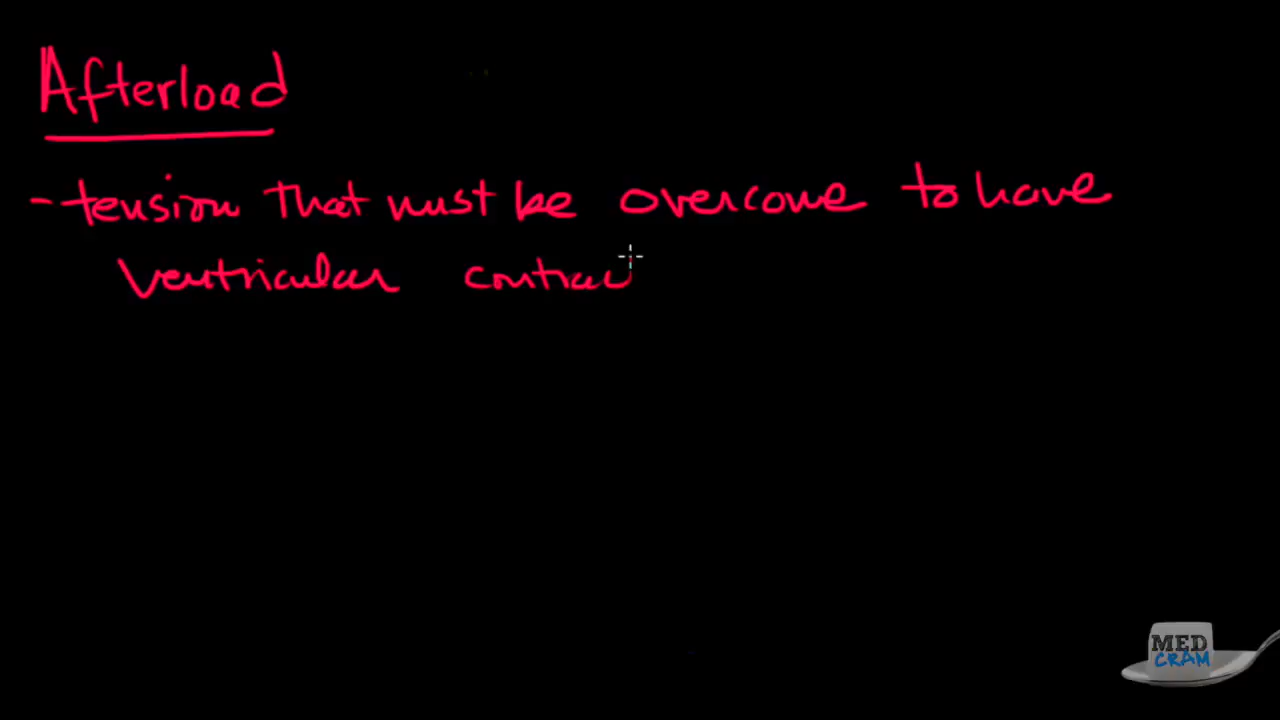 Afterload
- tension that must be overcome to have
ventricular contrac
MED
CRAM